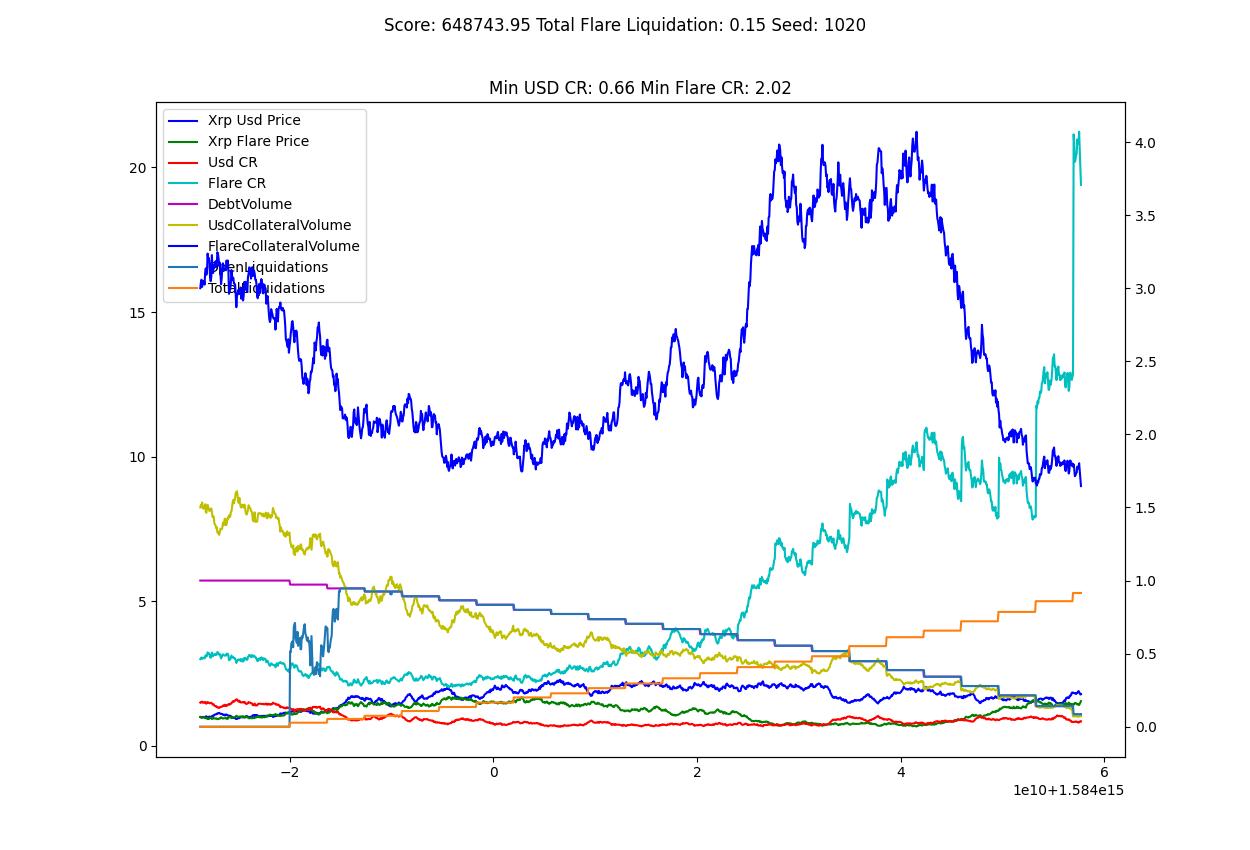 Score: 648743.95 Total Flare Liquidation: 0.15 Seed: 1020
Min USD CR: 0.66 Min Flare CR: 2.02
Xrp Usd Price
Xrp Flare Price
Usd CR
Flare CR
DebtVolume
UsdCollateralVolume
FlareCollateralVolume
OpenLiquidations
TotalLiquidations
20
15
10
5
0
4.0
3.5
3.0
2.5
2.0
1.5
1.0
0.5
0.0
−2
0
2
4
6
1e10+1.584e15